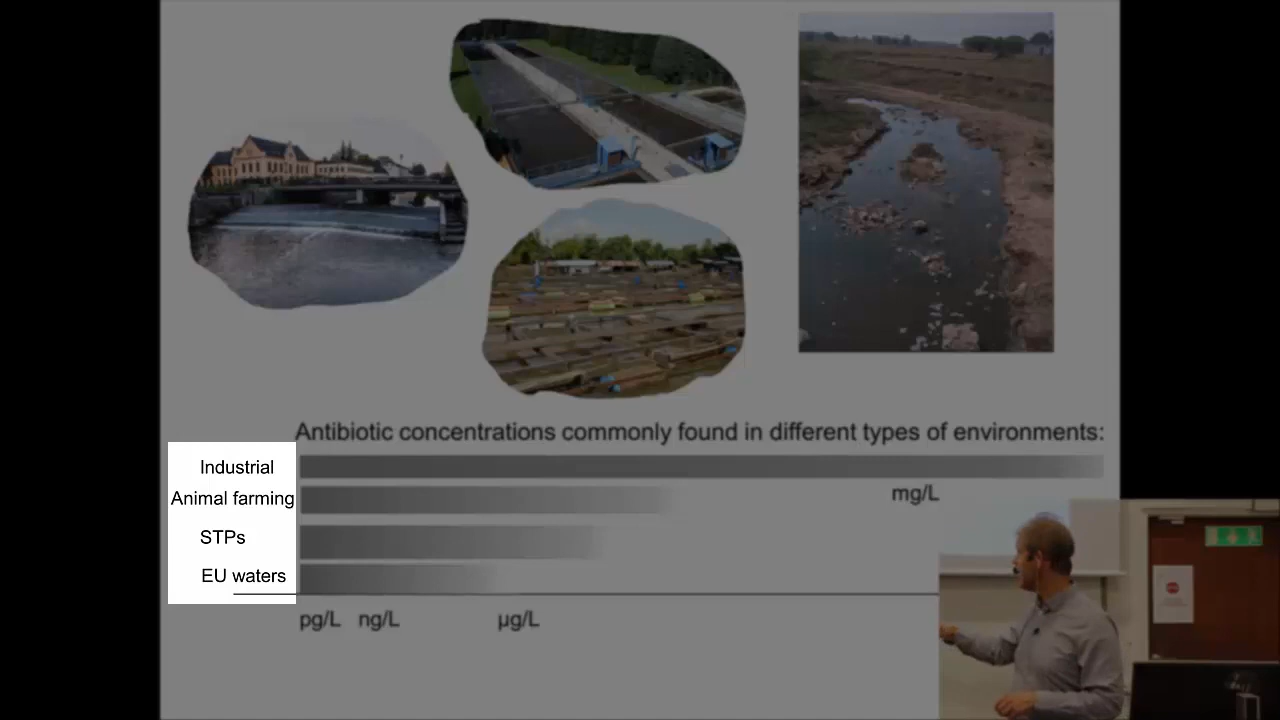 Antibiotic concentrations commonly found in different types of environments:
Industrial
Animal farming
STPs
EU waters
mg/L
pg/L ng/L µg/L